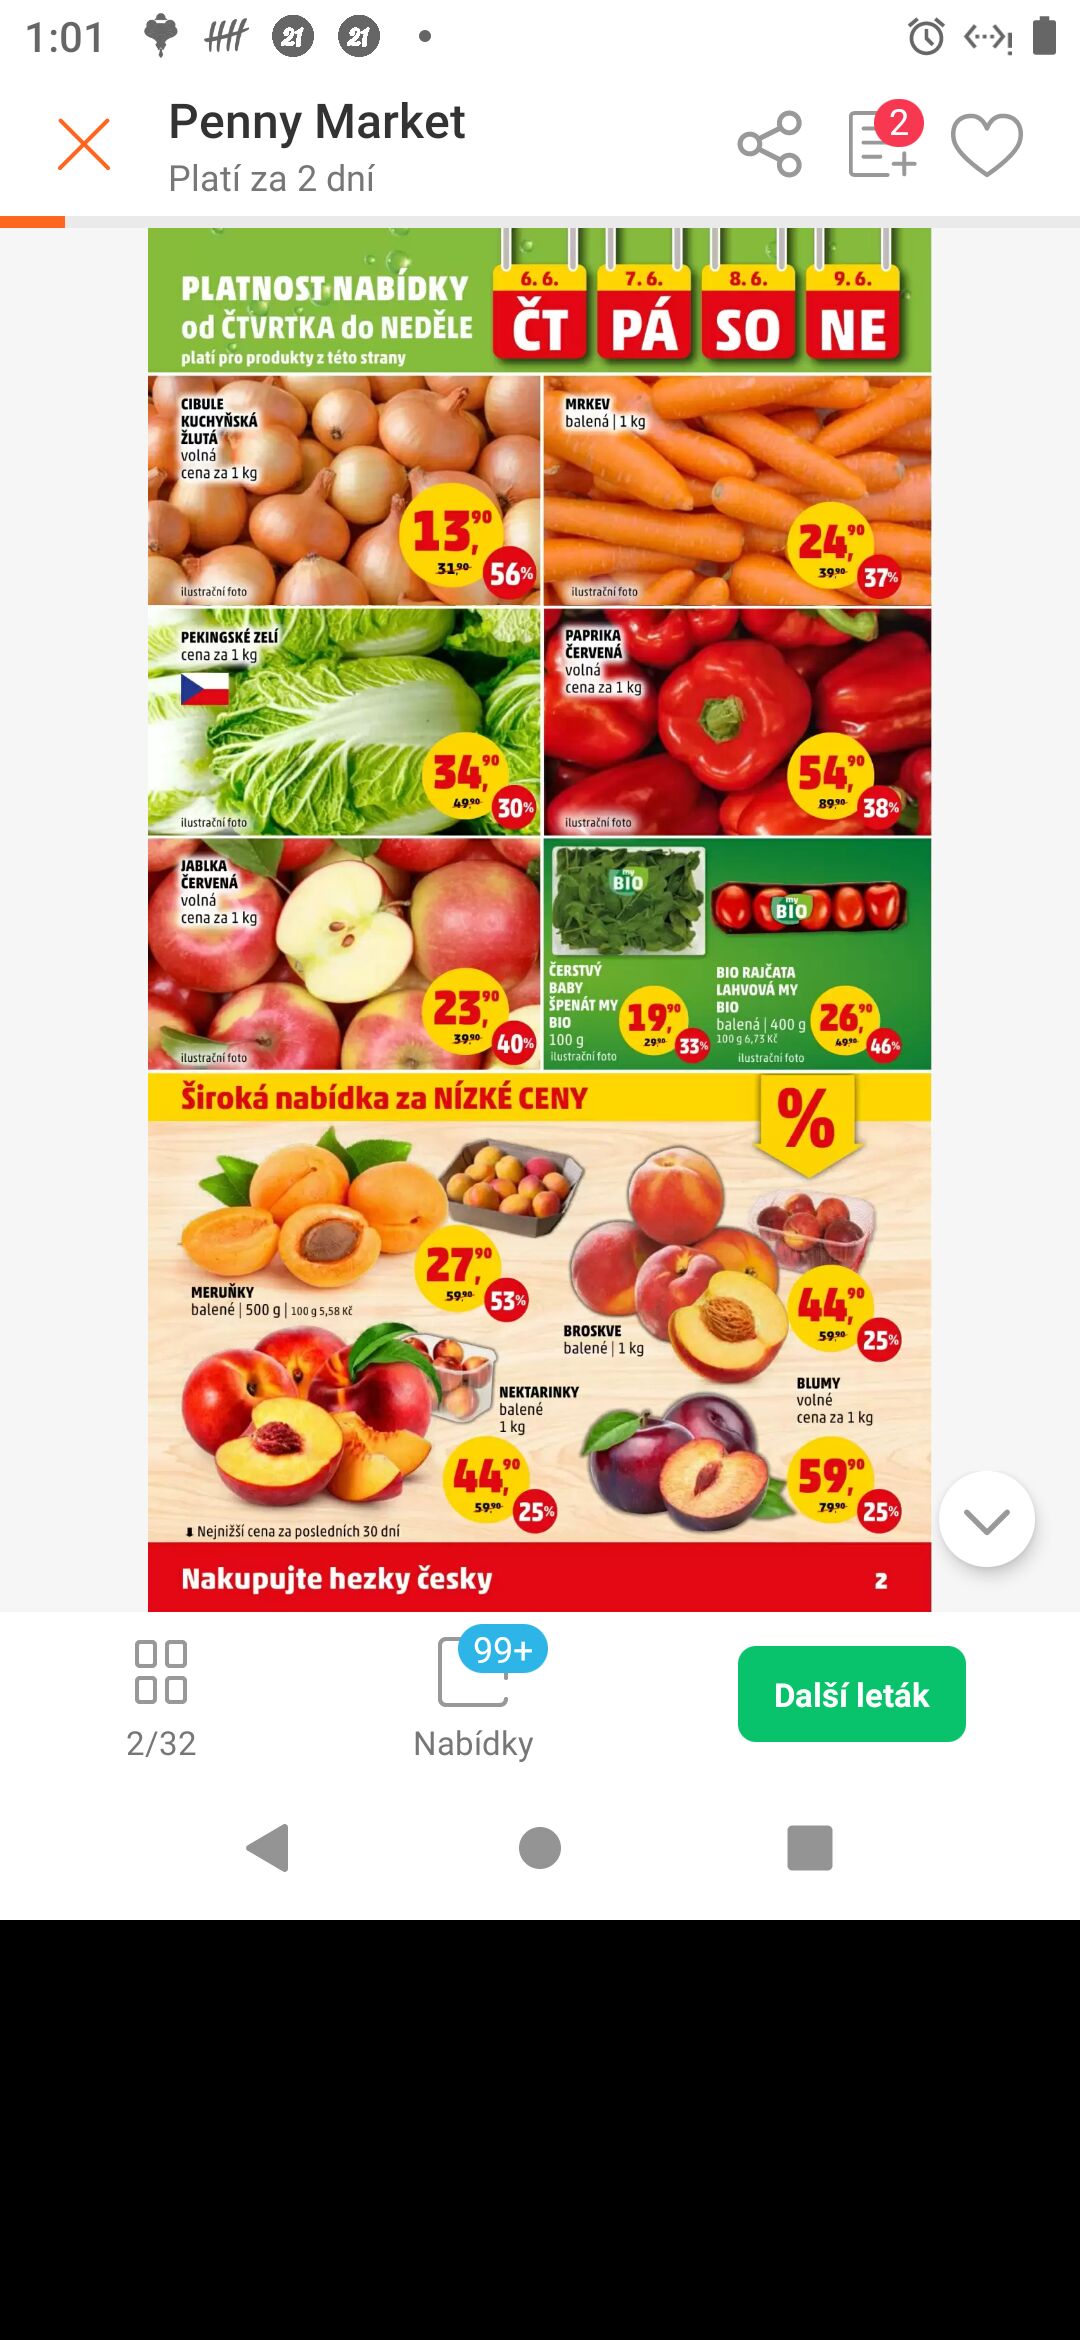 1:01
21
21
Penny Market
Platí za 2 dní
2
PLATNOST NABÍDKY
od ČTVRTKA do NEDĚLE
platí pro produkty z této strany
6. 6.
ČT
7. 6.
PÁ
8. 6.
SO
9. 6.
NE
CIBULE
KUCHYŇSKÁ
ŽLUTÁ
volná
cena za 1 kg
13,90
31,90
56%
ilustrační foto
MRKEV
balená | 1 kg
24,90
39,90
37%
ilustrační foto
PEKINGSKÉ ZELÍ
cena za 1 kg
34,90
49,90
30%
ilustrační foto
PAPRIKA
ČERVENÁ
volná
cena za 1 kg
54,90
89,90
38%
ilustrační foto
JABLKA
ČERVENÁ
volná
cena za 1 kg
23,90
39,90
40%
ilustrační foto
my
BIO
ČERSTVÝ
BABY
ŠPENÁT MY
BIO
100 g
ilustrační foto
19,90
29,90
33%
my
BIO
BIO RAJČATA
LAHVOVÁ MY
BIO
balená | 400 g
100 g 6,73 Kč
ilustrační foto
26,90
49,90
46%
Široká nabídka za NÍZKÉ CENY
%
27,90
59,90
53%
MERUŇKY
balené | 500 g | 100 g 5,58 Kč
44,90
59,90
25%
BROSKVE
balené | 1 kg
NEKTARINKY
balené
1 kg
44,90
59,90
25%
BLUMY
volné
cena za 1 kg
59,90
79,90
25%
⬇ Nejnižší cena za posledních 30 dní
Nakupujte hezky česky
2
2/32
99+
Nabídky
Další leták